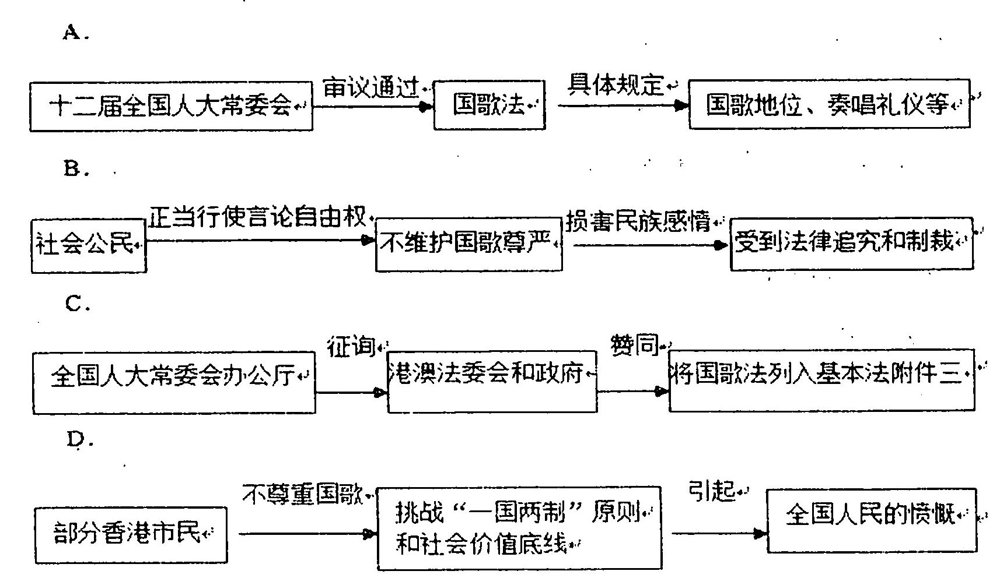 A.
审议通过 具体规定
十二届全国人大常委会 国歌法 国歌地位、奏唱礼仪等
B.
正当行使言论自由权 损害民族感情
社会公民 不维护国歌尊严 受到法律追究和制裁
C.
征询 赞同
全国人大常委会办公厅 港澳法委会和政府 将国歌法列入基本法附件三
D.
不尊重国歌 引起
部分香港市民 挑战“一国两制”原则 全国人民的愤慨
和社会价值底线